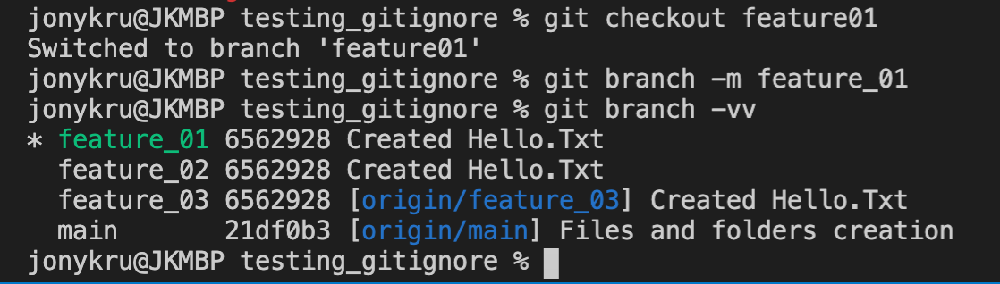 jonykru@JKMBP testing_gitignore % git checkout feature01
Switched to branch 'feature01'
jonykru@JKMBP testing_gitignore % git branch -m feature_01
jonykru@JKMBP testing_gitignore % git branch -vv
* feature_01 6562928 Created Hello.Txt
  feature_02 6562928 Created Hello.Txt
  feature_03 6562928 [origin/feature_03] Created Hello.Txt
  main       21df0b3 [origin/main] Files and folders creation
jonykru@JKMBP testing_gitignore %